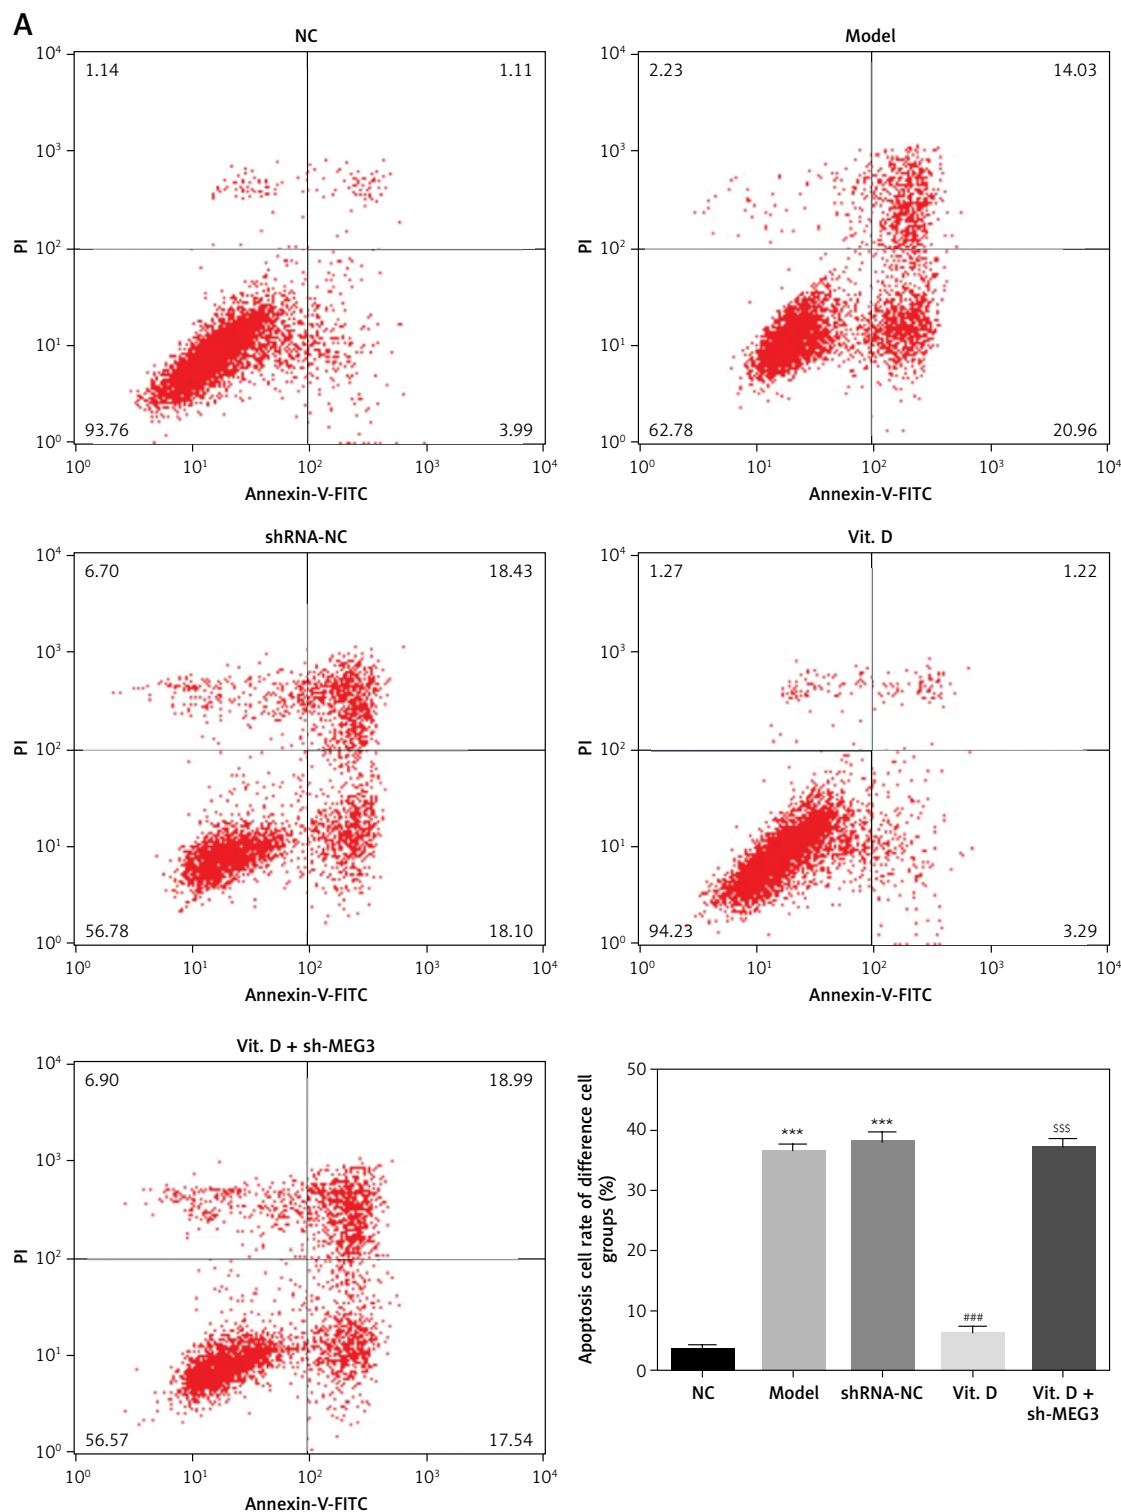 A
NC
10⁴
10³
10²
10¹
10⁰
PI
1.14
1.11
93.76
3.99
10⁰ 10¹ 10² 10³ 10⁴
Annexin-V-FITC
Model
10⁴
10³
10²
10¹
10⁰
PI
2.23
14.03
62.78
20.96
10⁰ 10¹ 10² 10³ 10⁴
Annexin-V-FITC
shRNA-NC
10⁴
10³
10²
10¹
10⁰
PI
6.70
18.43
56.78
18.10
10⁰ 10¹ 10² 10³ 10⁴
Annexin-V-FITC
Vit. D
10⁴
10³
10²
10¹
10⁰
PI
1.27
1.22
94.23
3.29
10⁰ 10¹ 10² 10³ 10⁴
Annexin-V-FITC
Vit. D + sh-MEG3
10⁴
10³
10²
10¹
10⁰
PI
6.90
18.99
56.57
17.54
10⁰ 10¹ 10² 10³ 10⁴
Annexin-V-FITC
Apoptosis cell rate of difference cell
groups (%)
50
40
30
20
10
0
***
***
###
$$$
NC Model shRNA-NC Vit. D Vit. D +
sh-MEG3